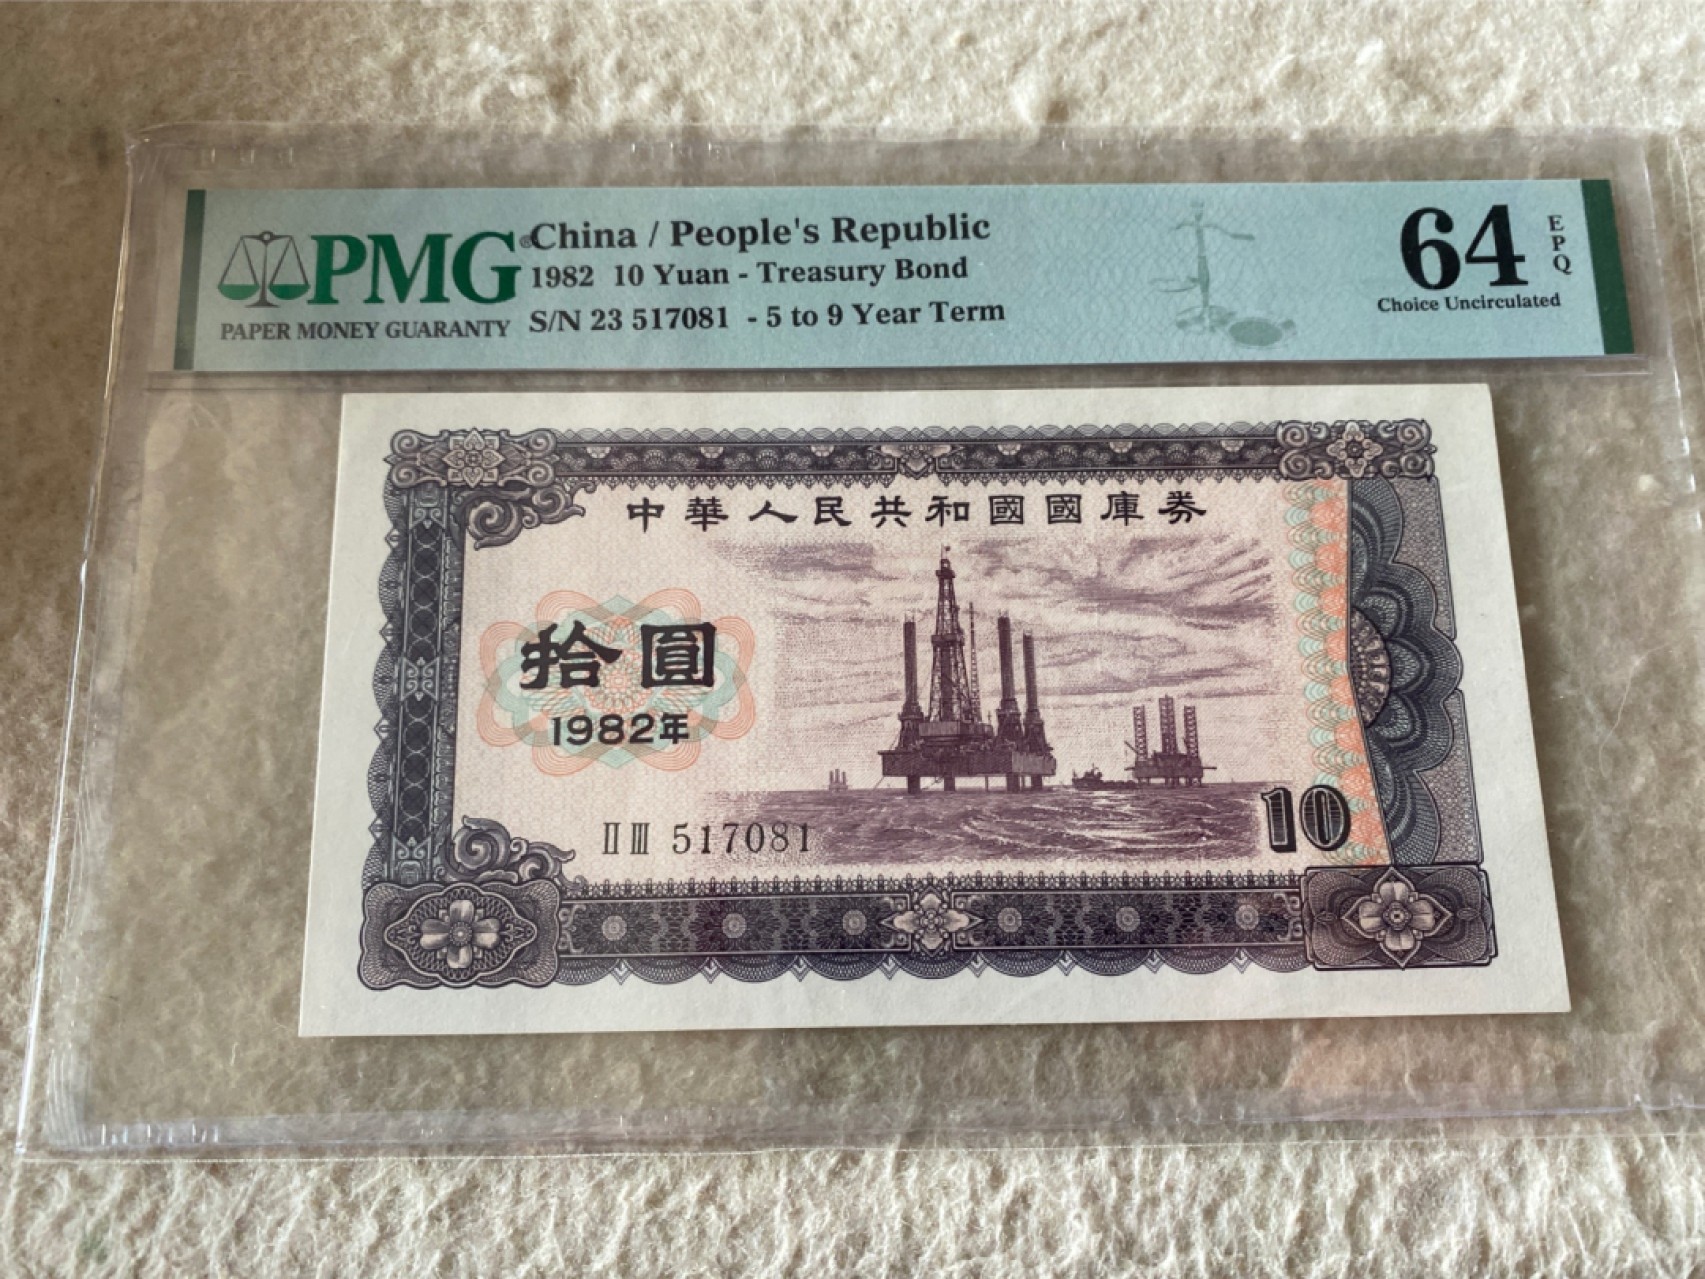 PMG
PAPER MONEY GUARANTY
China / People's Republic
1982 10 Yuan - Treasury Bond
S/N 23 517081 - 5 to 9 Year Term
64
EPQ
Choice Uncirculated
中華人民共和國國庫券
拾圓
1982年
ⅡⅢ 517081
10